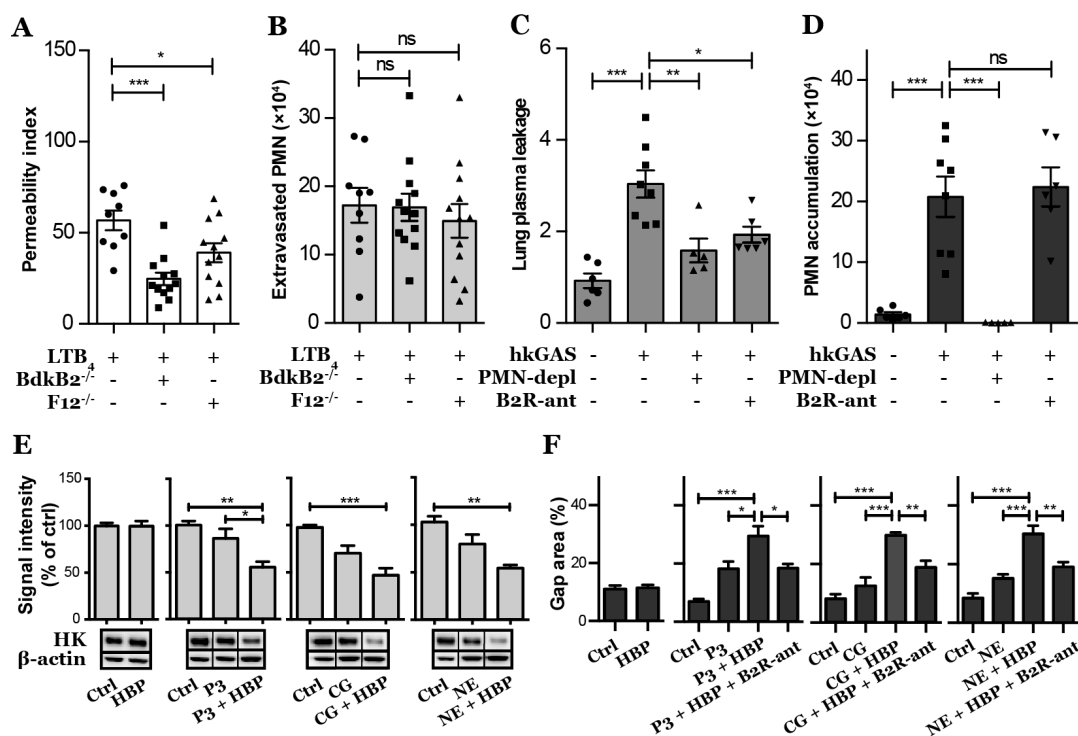 A
Permeability index
150
100
50
0
*
***
LTB4 + + +
BdkB2-/- - + -
F12-/- - - +
B
Extravasated PMN (×10⁴)
40
30
20
10
0
ns
ns
LTB4 + + +
BdkB2-/- - + -
F12-/- - - +
C
Lung plasma leakage
6
4
2
0
*
*** **
hkGAS - + + +
PMN-depl - - + -
B2R-ant - - - +
D
PMN accumulation (×10⁴)
40
20
0
ns
*** ***
hkGAS - + + +
PMN-depl - - + -
B2R-ant - - - +
E
Signal intensity
(% of ctrl)
150
100
50
0
**
*
***
**
HK
β-actin
Ctrl HBP
Ctrl P3 P3 + HBP
Ctrl CG CG + HBP
Ctrl NE NE + HBP
F
Gap area (%)
40
20
0
***
* *
***
*** **
***
*** **
Ctrl HBP
Ctrl P3 P3 + HBP P3 + HBP + B2R-ant
Ctrl CG CG + HBP CG + HBP + B2R-ant
Ctrl NE NE + HBP NE + HBP + B2R-ant